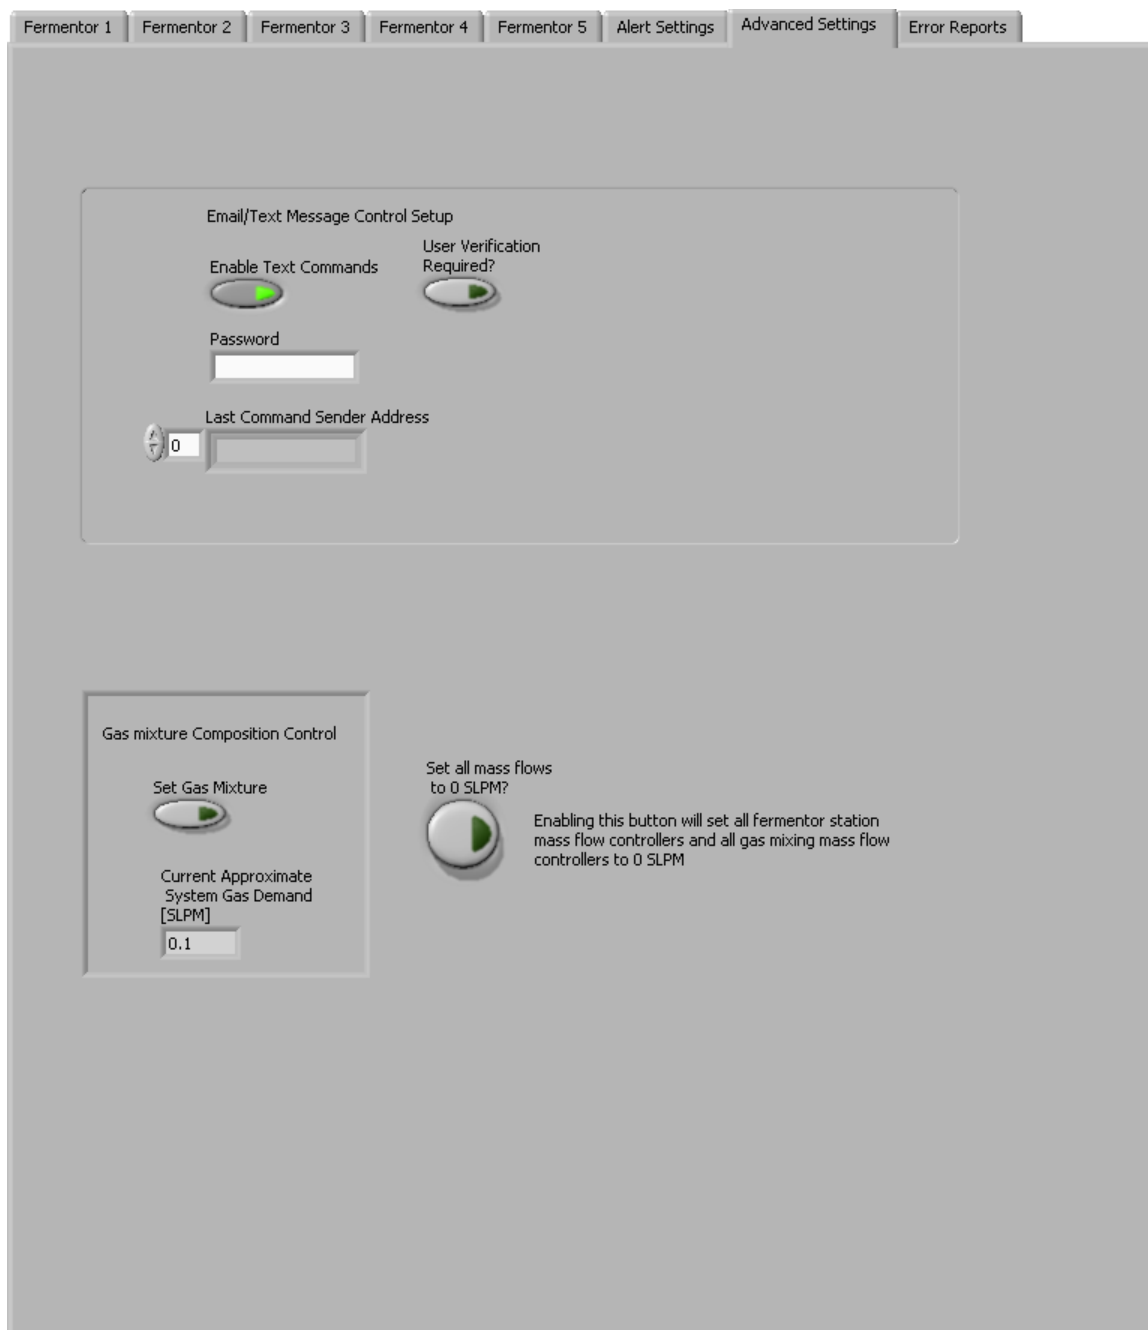 Fermentor 1 Fermentor 2 Fermentor 3 Fermentor 4 Fermentor 5 Alert Settings Advanced Settings Error Reports
Email/Text Message Control Setup
Enable Text Commands
User Verification
Required?
Password
Last Command Sender Address
0
Gas mixture Composition Control
Set Gas Mixture
Current Approximate
System Gas Demand
[SLPM]
0.1
Set all mass flows
to 0 SLPM?
Enabling this button will set all fermentor station
mass flow controllers and all gas mixing mass flow
controllers to 0 SLPM